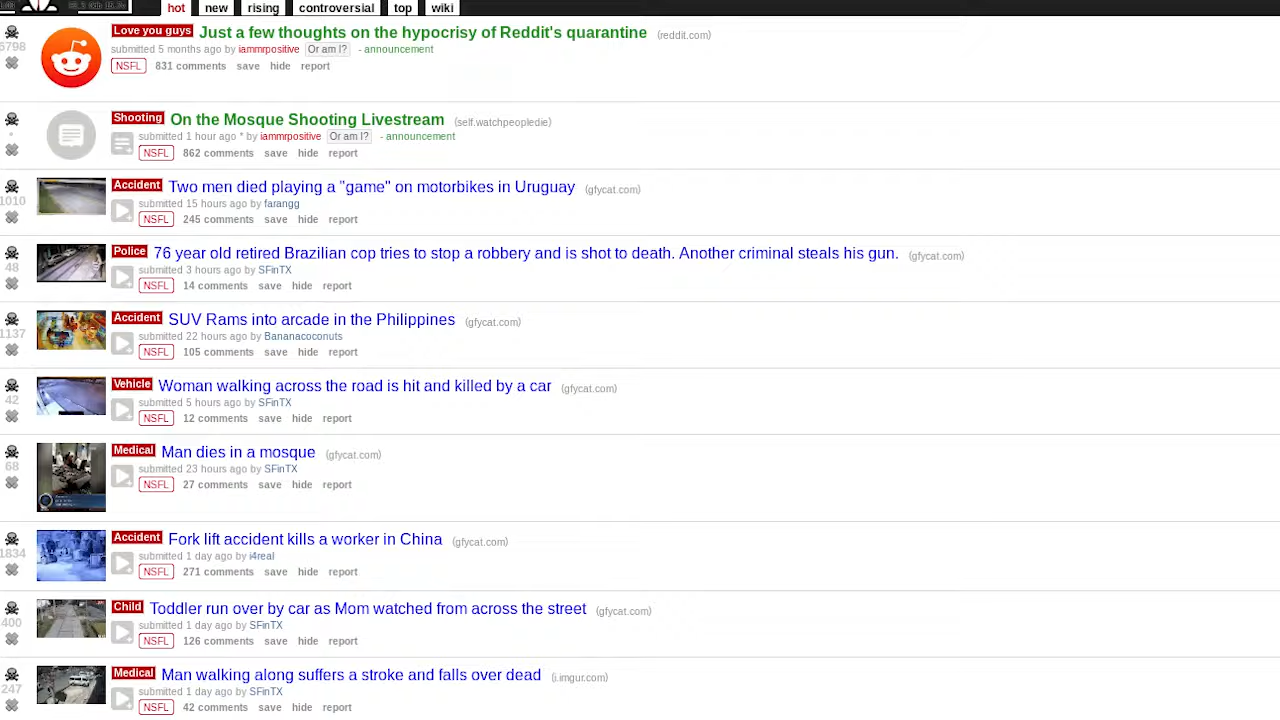 hot new rising controversial top wiki
Love you guys Just a few thoughts on the hypocrisy of Reddit's quarantine (reddit.com)
5798
submitted 5 months ago by iammrpositive Or am I? - announcement
NSFL 831 comments save hide report
Shooting On the Mosque Shooting Livestream (self.watchpeopledie)
•
submitted 1 hour ago * by iammrpositive Or am I? - announcement
NSFL 862 comments save hide report
Accident Two men died playing a "game" on motorbikes in Uruguay (gfycat.com)
1010
submitted 15 hours ago by farangg
NSFL 245 comments save hide report
Police 76 year old retired Brazilian cop tries to stop a robbery and is shot to death. Another criminal steals his gun. (gfycat.com)
48
submitted 3 hours ago by SFinTX
NSFL 14 comments save hide report
Accident SUV Rams into arcade in the Philippines (gfycat.com)
1137
submitted 22 hours ago by Bananacoconuts
NSFL 105 comments save hide report
Vehicle Woman walking across the road is hit and killed by a car (gfycat.com)
42
submitted 5 hours ago by SFinTX
NSFL 12 comments save hide report
Medical Man dies in a mosque (gfycat.com)
68
submitted 23 hours ago by SFinTX
NSFL 27 comments save hide report
Accident Fork lift accident kills a worker in China (gfycat.com)
1834
submitted 1 day ago by i4real
NSFL 271 comments save hide report
Child Toddler run over by car as Mom watched from across the street (gfycat.com)
400
submitted 1 day ago by SFinTX
NSFL 126 comments save hide report
Medical Man walking along suffers a stroke and falls over dead (i.imgur.com)
247
submitted 1 day ago by SFinTX
NSFL 42 comments save hide report